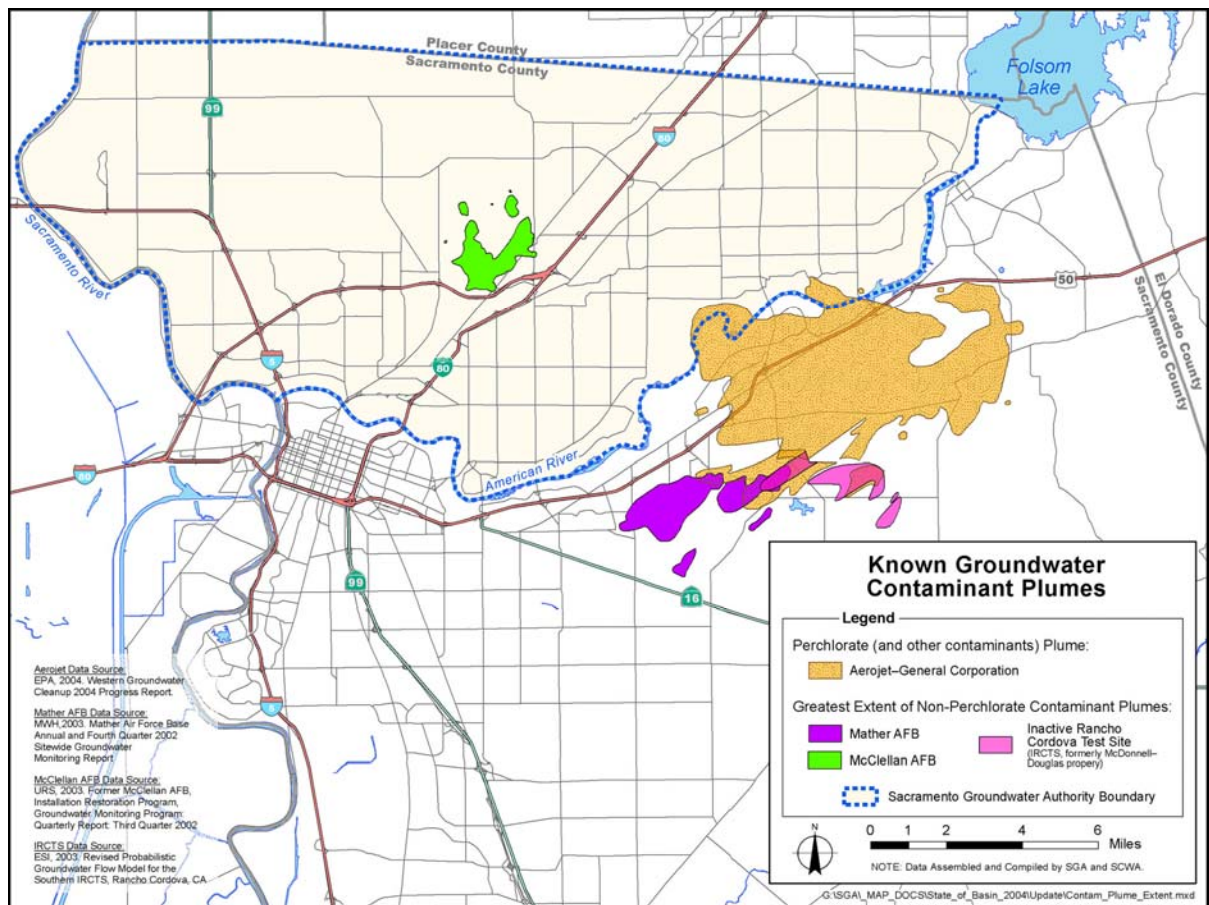 Placer County
Sacramento County
Folsom
Lake
99
80
Sacramento River
5
80
50
El Dorado County
Sacramento County
American River
80
99
16
5
Known Groundwater
Contaminant Plumes
Legend
Perchlorate (and other contaminants) Plume:
Aerojet–General Corporation
Greatest Extent of Non-Perchlorate Contaminant Plumes:
Mather AFB
McClellan AFB
Inactive Rancho
Cordova Test Site
(IRCTS, formerly McDonnell–
Douglas propery)
Sacramento Groundwater Authority Boundary
N
0 1 2 4 6
Miles
NOTE: Data Assembled and Compiled by SGA and SCWA.
Aerojet Data Source:
EPA, 2004. Western Groundwater
Cleanup 2004 Progress Report.
Mather AFB Data Source:
MWH,2003. Mather Air Force Base
Annual and Fourth Quarter 2002
Sitewide Groundwater
Monitoring Report
McClellan AFB Data Source:
URS, 2003. Former McClellan AFB,
Installation Restoration Program,
Groundwater Monitoring Program:
Quarterly Report: Third Quarter 2002
IRCTS Data Source:
ESI, 2003. Revised Probabilistic
Groundwater Flow Model for the
Southern IRCTS, Rancho Cordova, CA
G:\SGA\_MAP_DOCS\State_of_Basin_2004\Update\Contam_Plume_Extent.mxd